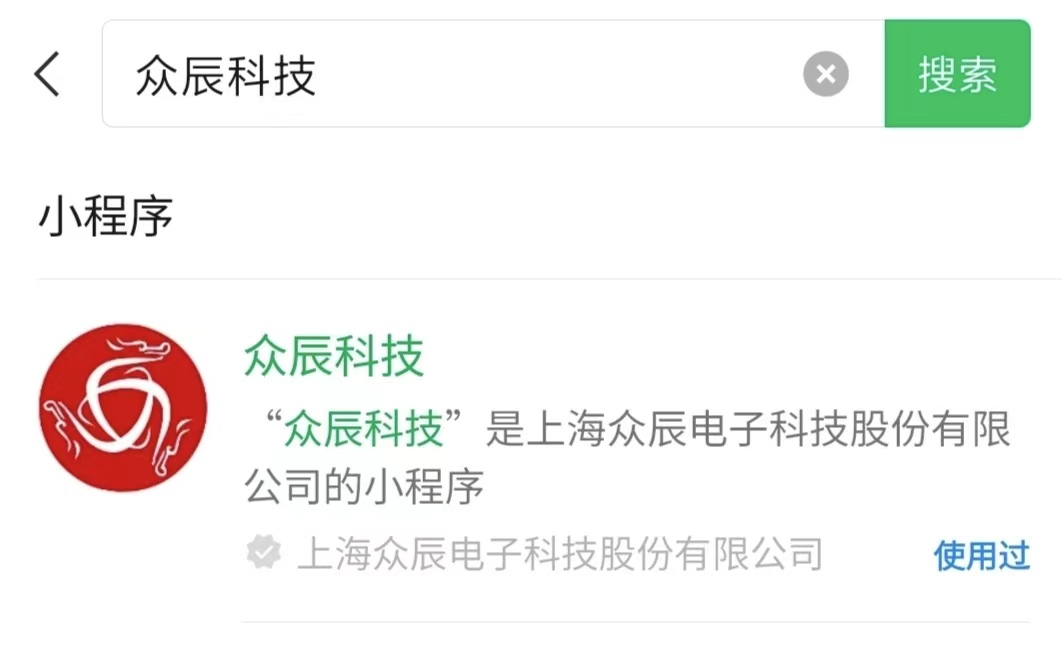 众辰科技
搜索
小程序
众辰科技
“众辰科技”是上海众辰电子科技股份有限
公司的小程序
上海众辰电子科技股份有限公司
使用过